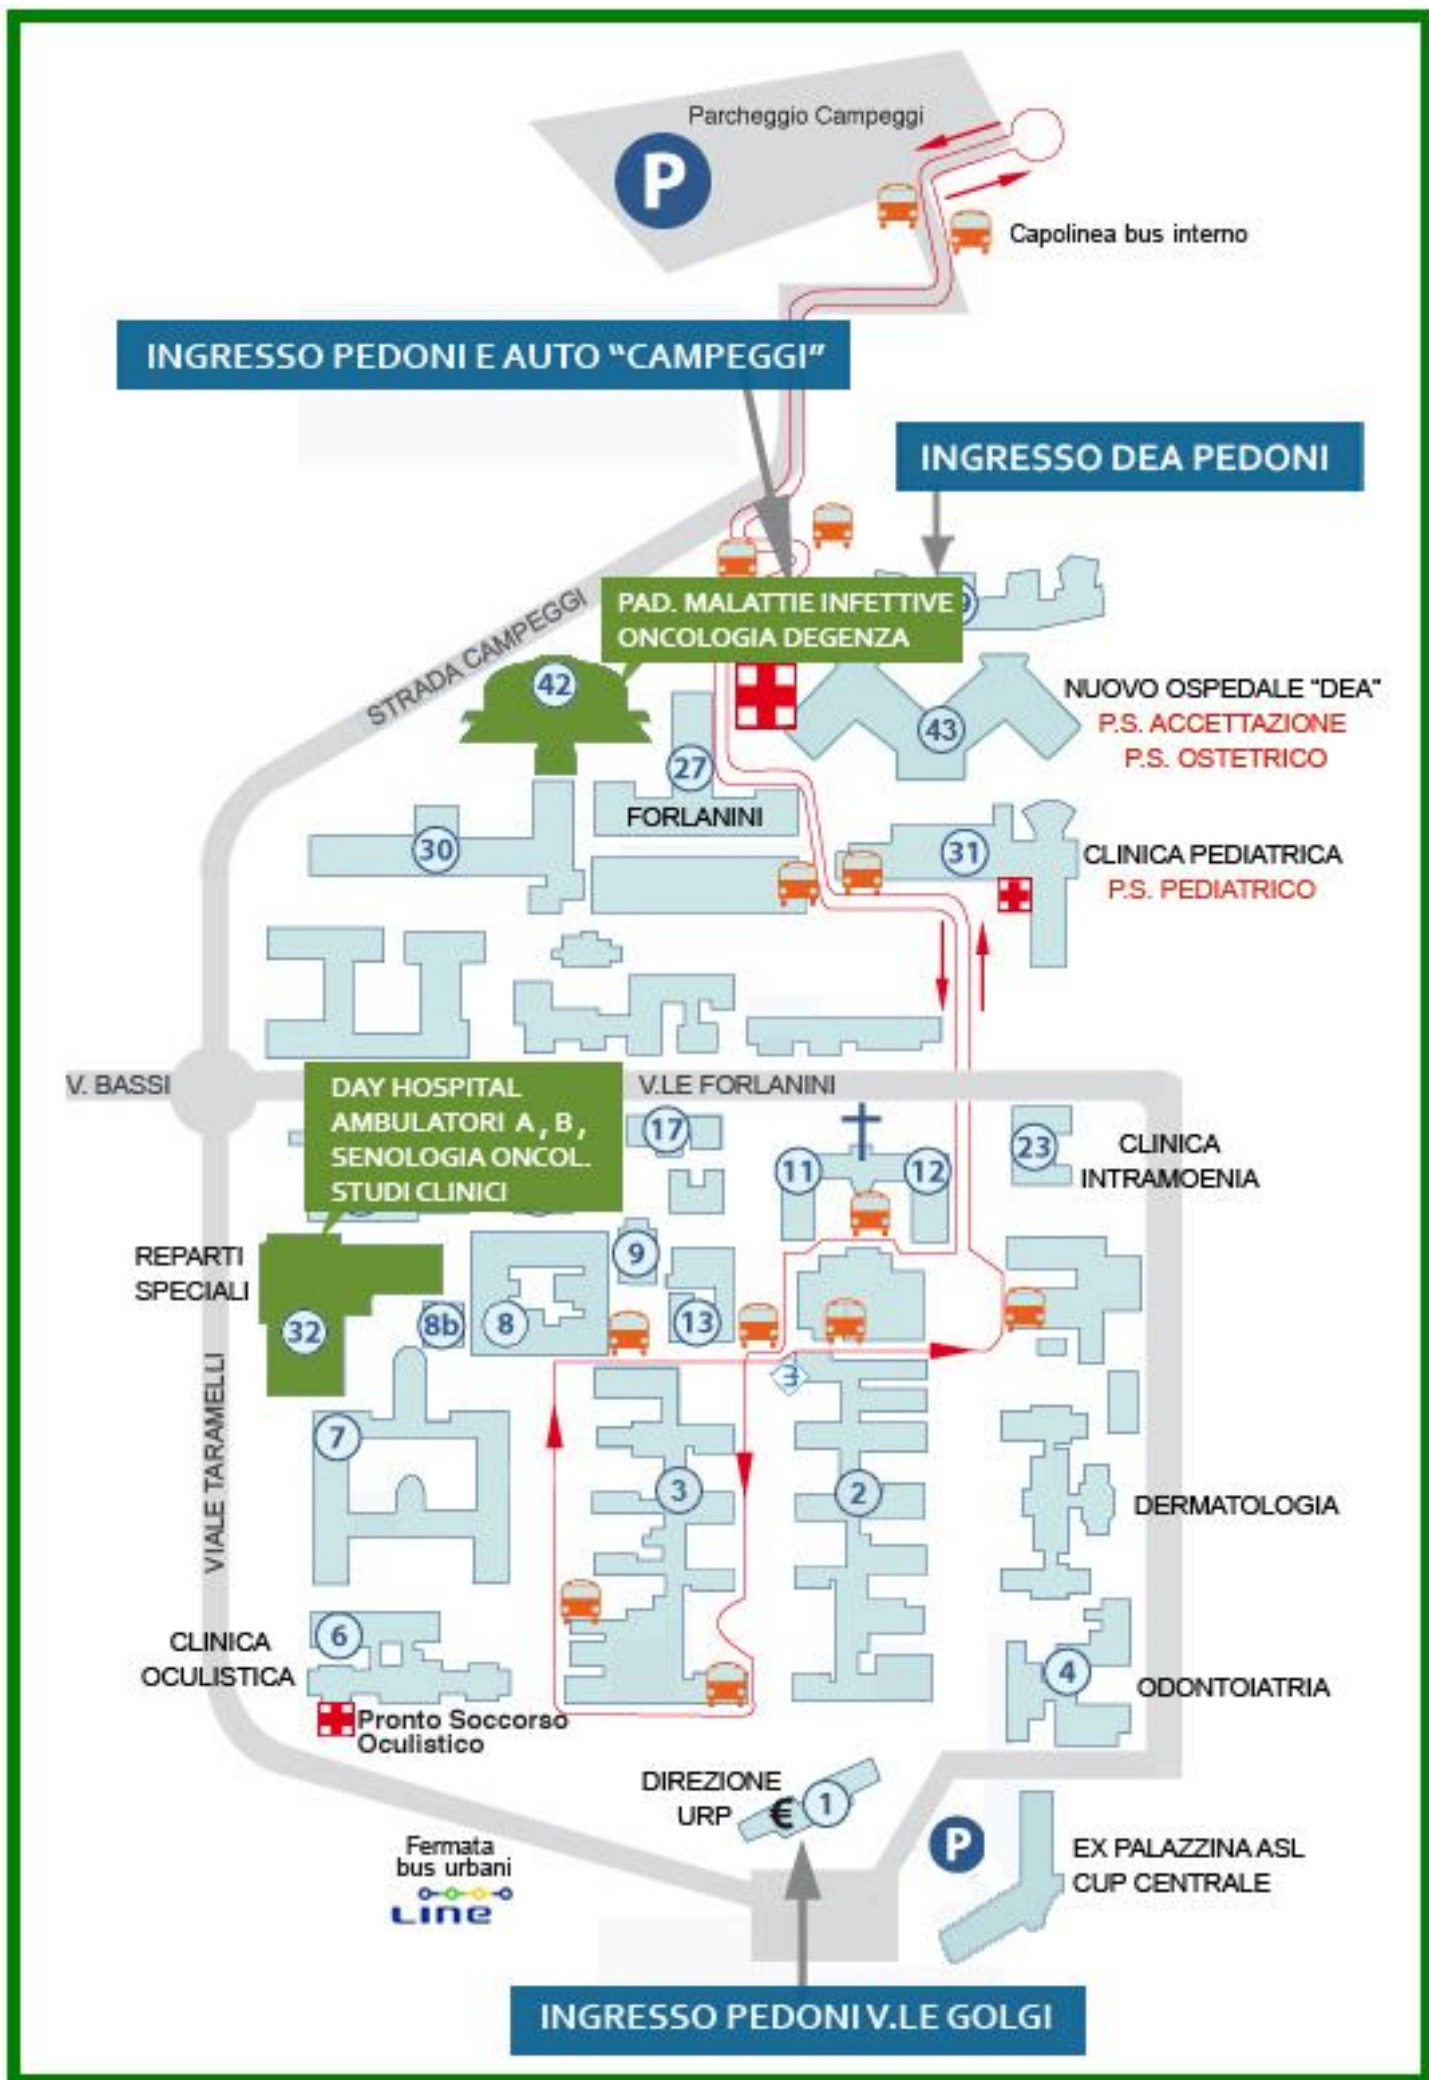 Parcheggio Campeggi
P
Capolinea bus interno
INGRESSO PEDONI E AUTO “CAMPEGGI”
INGRESSO DEA PEDONI
STRADA CAMPEGGI
PAD. MALATTIE INFETTIVE
ONCOLOGIA DEGENZA
42
NUOVO OSPEDALE "DEA"
P.S. ACCETTAZIONE
P.S. OSTETRICO
43
27
FORLANINI
30
31
CLINICA PEDIATRICA
P.S. PEDIATRICO
V. BASSI
V.LE FORLANINI
DAY HOSPITAL
AMBULATORI A , B ,
SENOLOGIA ONCOL.
STUDI CLINICI
17
11
12
23
CLINICA
INTRAMOENIA
REPARTI
SPECIALI
32
9
8b
8
13
VIALE TARAMELLI
7
3
2
DERMATOLOGIA
6
CLINICA
OCULISTICA
4
ODONTOIATRIA
Pronto Soccorso
Oculistico
DIREZIONE
URP
€
1
P
Fermata
bus urbani
LINe
EX PALAZZINA ASL
CUP CENTRALE
INGRESSO PEDONI V.LE GOLGI